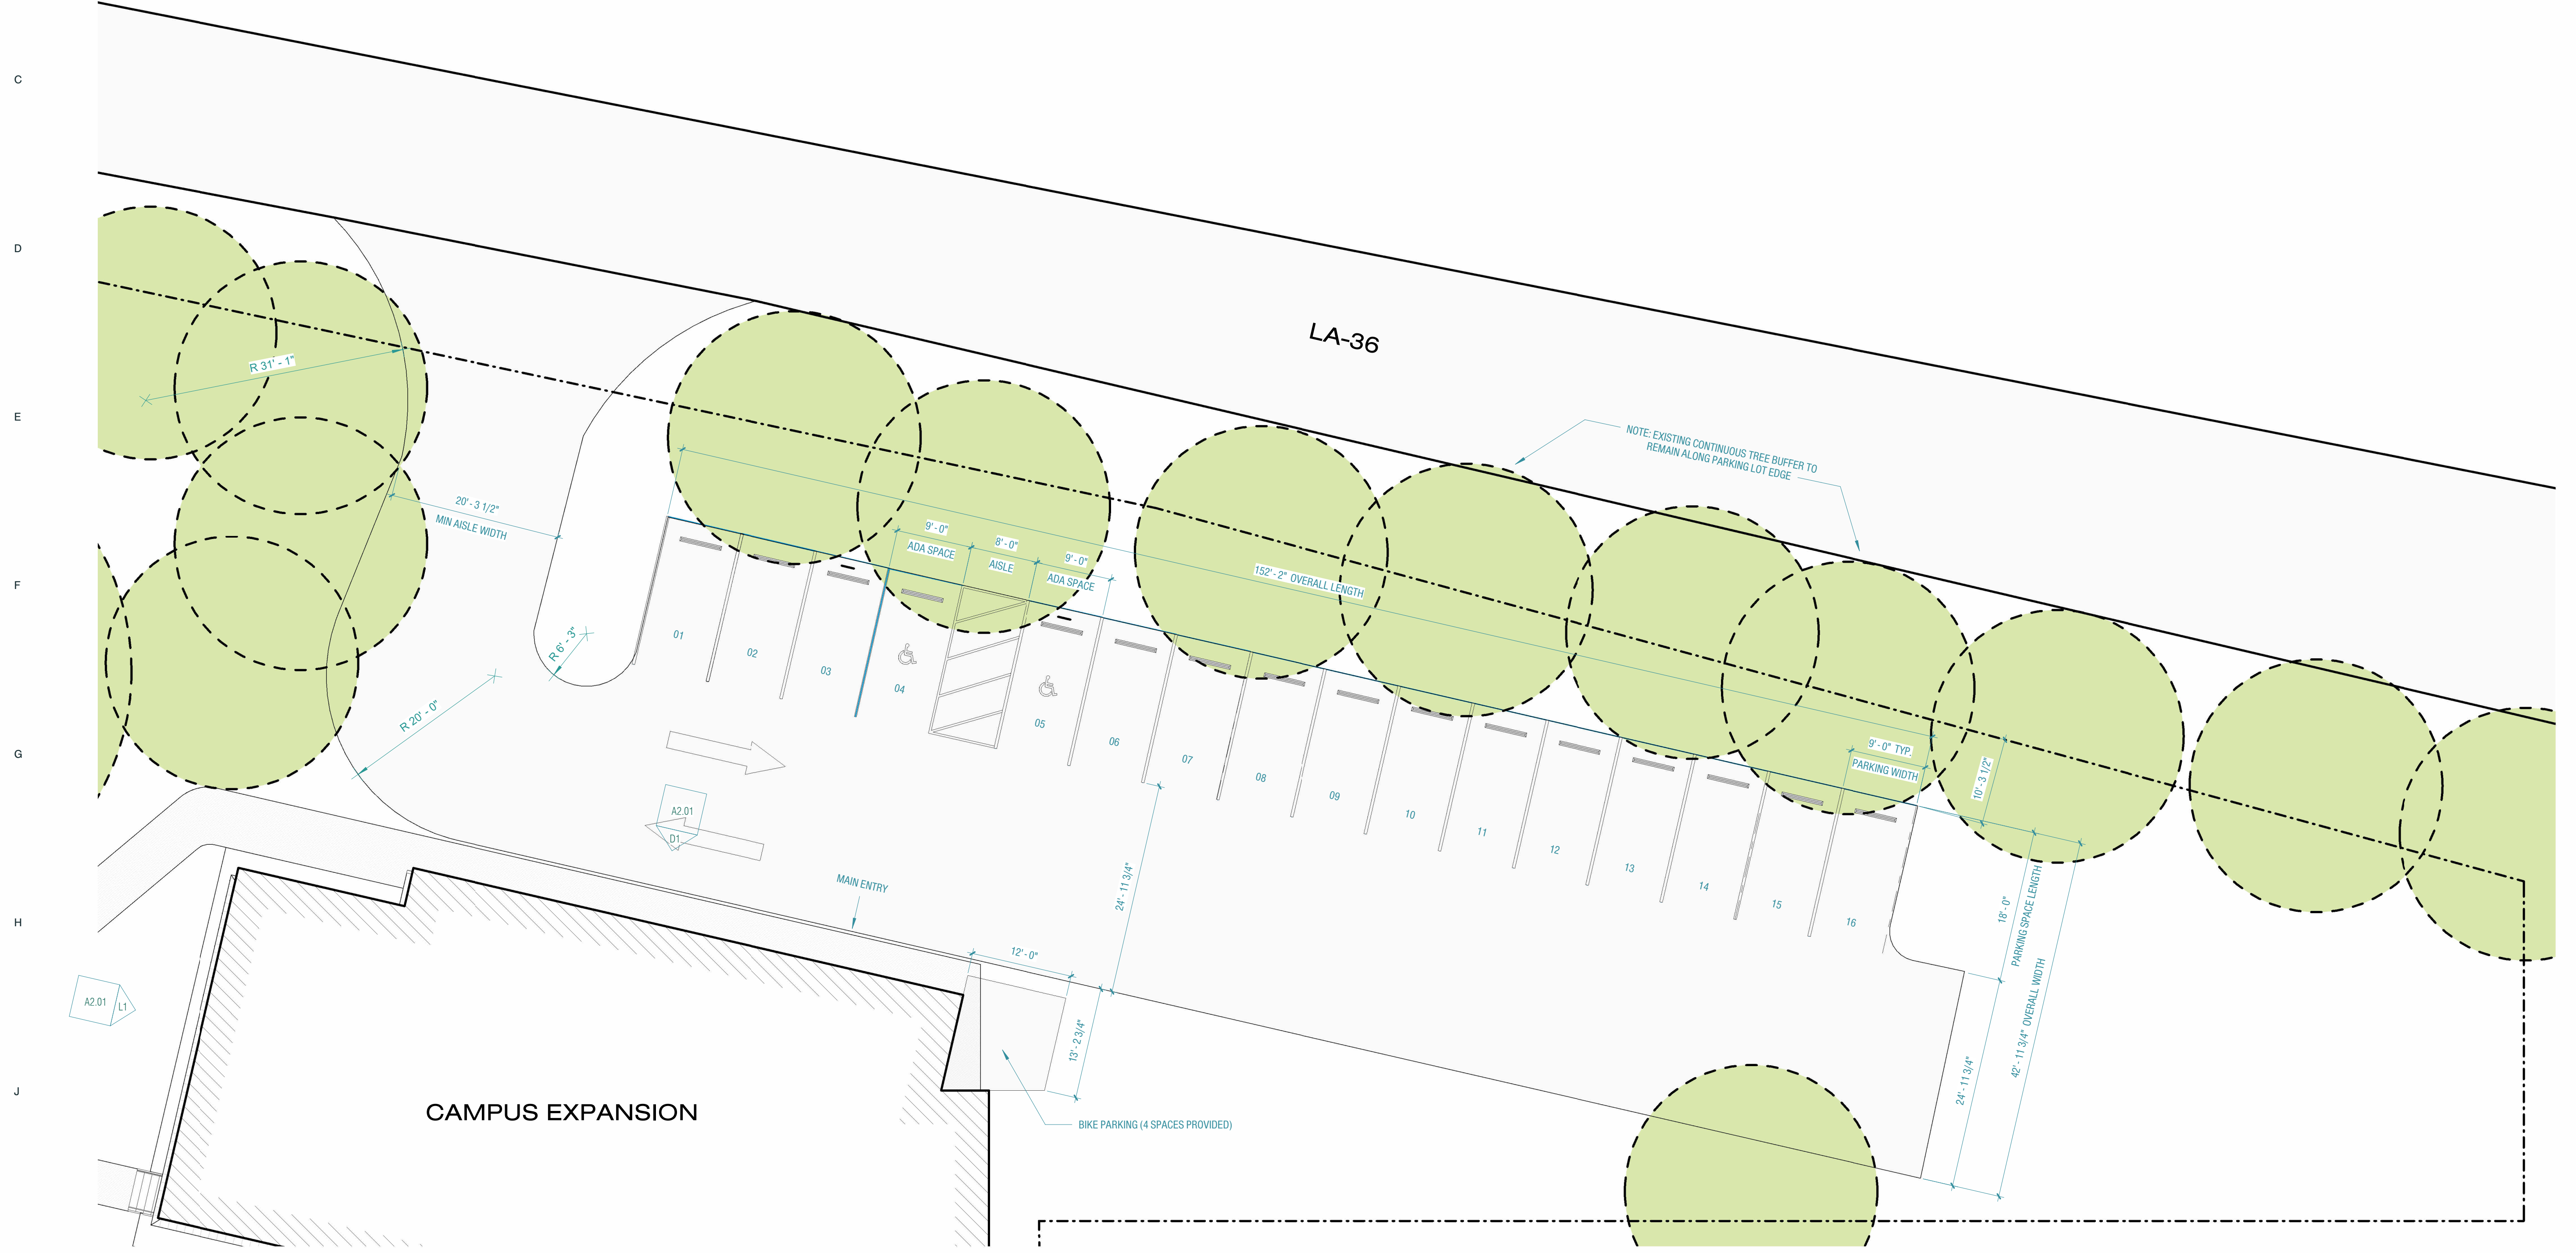 C
D
LA-36
R 31' - 1"
E
NOTE: EXISTING CONTINUOUS TREE BUFFER TO
REMAIN ALONG PARKING LOT EDGE
20' - 3 1/2"
MIN AISLE WIDTH
9' - 0"
ADA SPACE
8' - 0"
AISLE
9' - 0"
ADA SPACE
152' - 2" OVERALL LENGTH
F
R 6' - 3"
01
02
03
04
05
06
07
08
09
10
11
12
13
14
15
16
R 20' - 0"
G
9' - 0" TYP.
PARKING WIDTH
10' - 3 1/2"
A2.01
D1
24' - 11 3/4"
MAIN ENTRY
H
18' - 0"
PARKING SPACE LENGTH
12' - 0"
A2.01
L1
13' - 2 3/4"
42' - 11 3/4" OVERALL WIDTH
24' - 11 3/4"
J
CAMPUS EXPANSION
BIKE PARKING (4 SPACES PROVIDED)